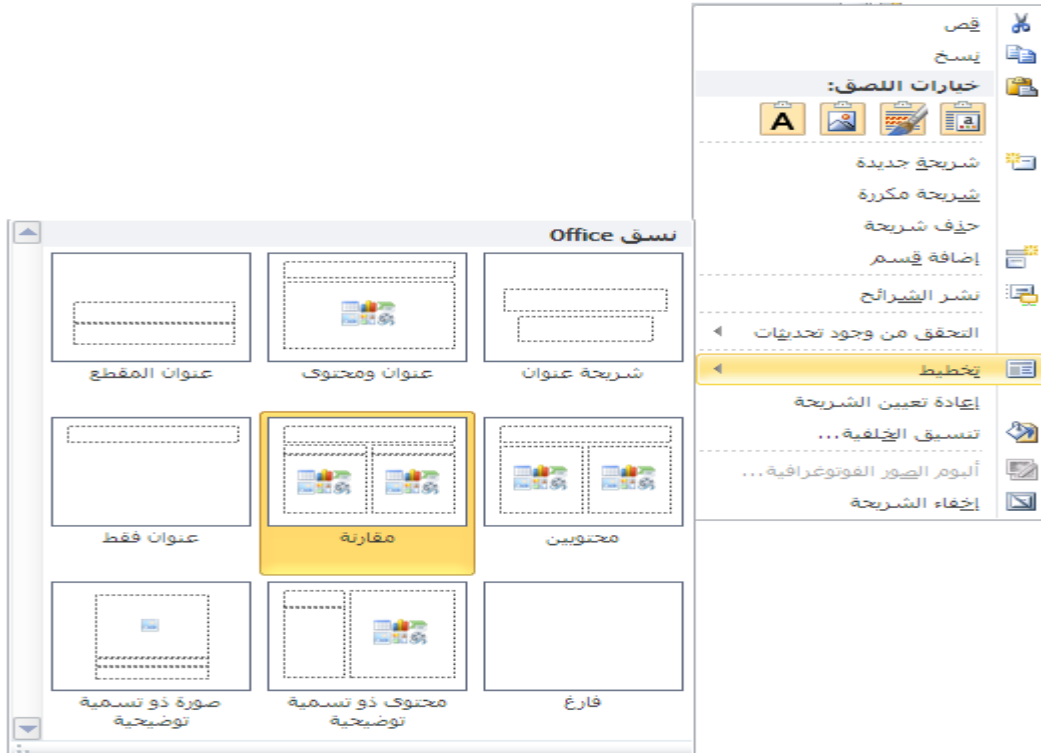 قص
نسخ
خيارات اللصق:
A
a
شريحة جديدة
شريحة مكررة
حذف شريحة
إضافة قسم
نشر الشرائح
التحقق من وجود تحديثات
تخطيط
إعادة تعيين الشريحة
تنسيق الخلفية...
ألبوم الصور الفوتوغرافية...
إخفاء الشريحة
نسق Office
شريحة عنوان
عنوان ومحتوى
عنوان المقطع
محتويين
مقارنة
عنوان فقط
فارغ
محتوى ذو تسمية
توضيحية
صورة ذو تسمية
توضيحية